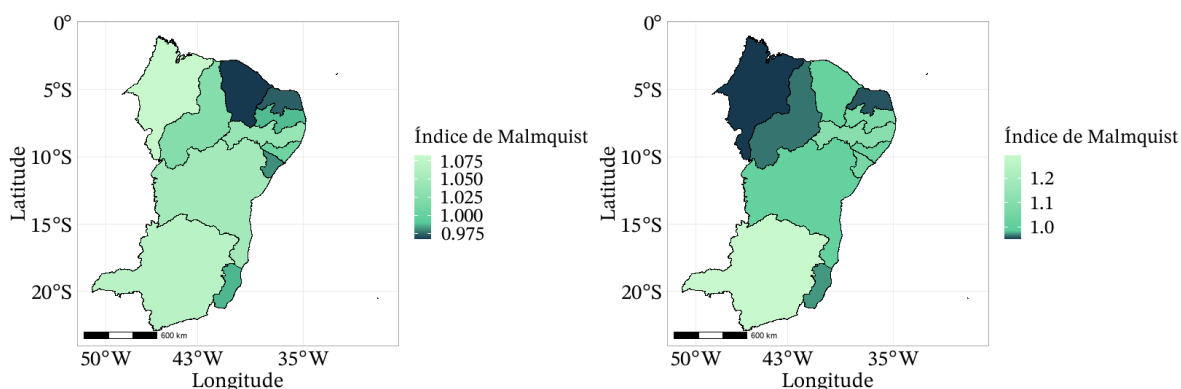 0°
5°S
10°S
15°S
20°S
Latitude
600 km
50°W 43°W 35°W
Longitude
Índice de Malmquist
1.075
1.050
1.025
1.000
0.975
0°
5°S
10°S
15°S
20°S
Latitude
600 km
50°W 43°W 35°W
Longitude
Índice de Malmquist
1.2
1.1
1.0